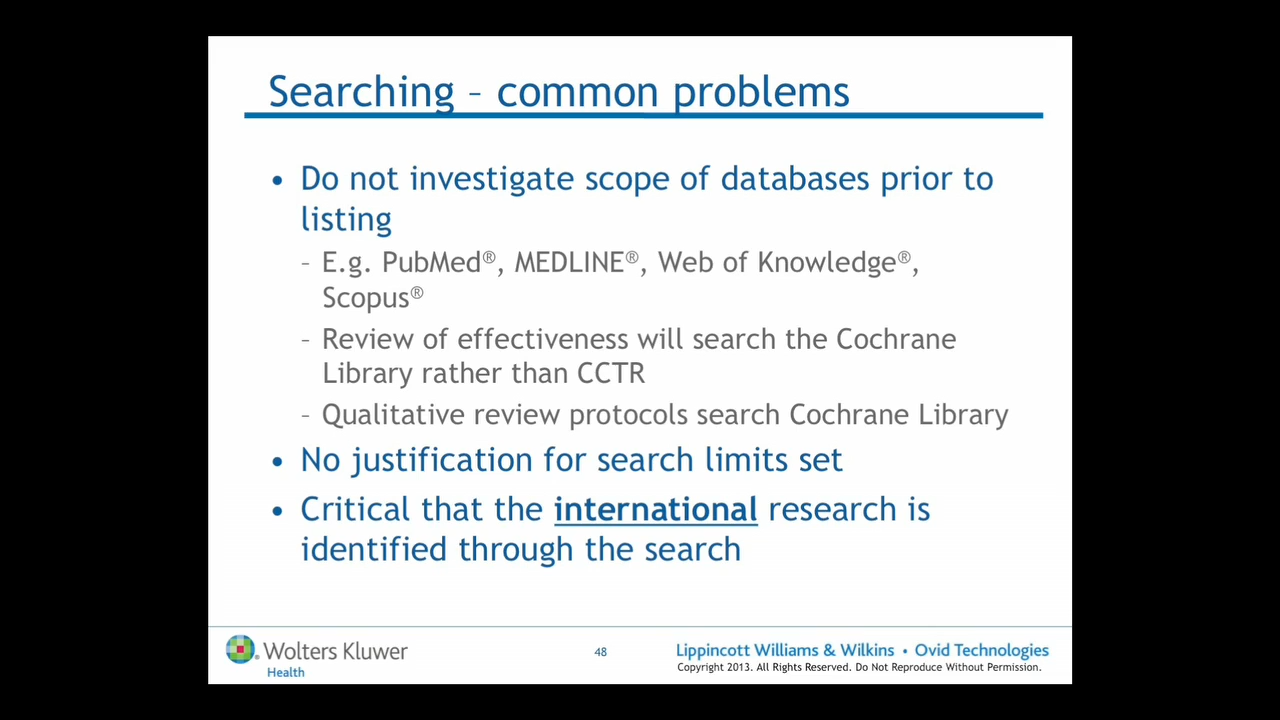 Searching – common problems
• Do not investigate scope of databases prior to
listing
– E.g. PubMed®, MEDLINE®, Web of Knowledge®,
Scopus®
– Review of effectiveness will search the Cochrane
Library rather than CCTR
– Qualitative review protocols search Cochrane Library
• No justification for search limits set
• Critical that the international research is
identified through the search
Wolters Kluwer
Health
48
Lippincott Williams & Wilkins • Ovid Technologies
Copyright 2013. All Rights Reserved. Do Not Reproduce Without Permission.